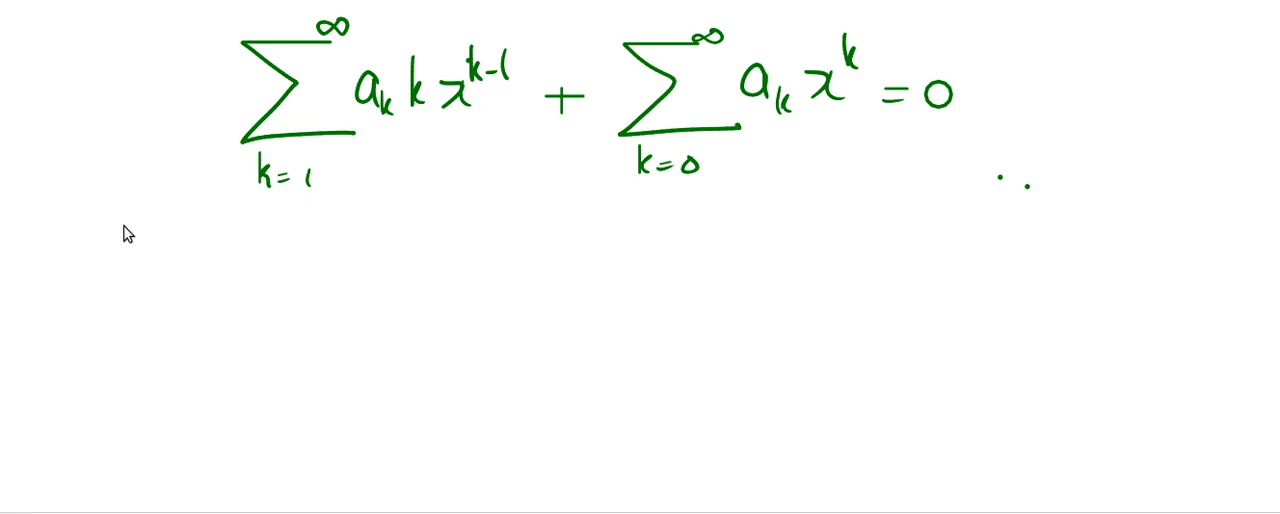 ∑_{k=1}^{∞} a_k k x^{k-1} + ∑_{k=0}^{∞} a_k x^k = 0